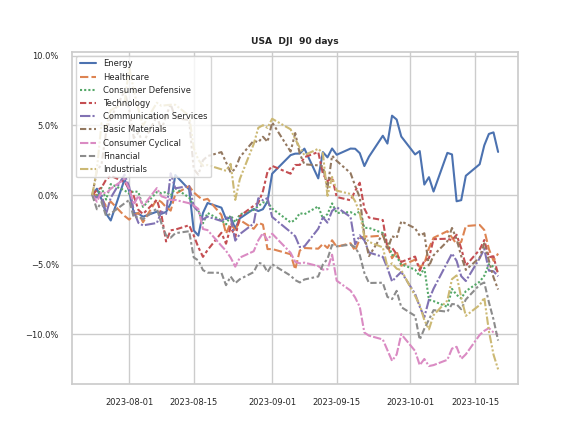 USA DJI 90 days
10.0%
5.0%
0.0%
−5.0%
−10.0%
Energy
Healthcare
Consumer Defensive
Technology
Communication Services
Basic Materials
Consumer Cyclical
Financial
Industrials
2023-08-01
2023-08-15
2023-09-01
2023-09-15
2023-10-01
2023-10-15